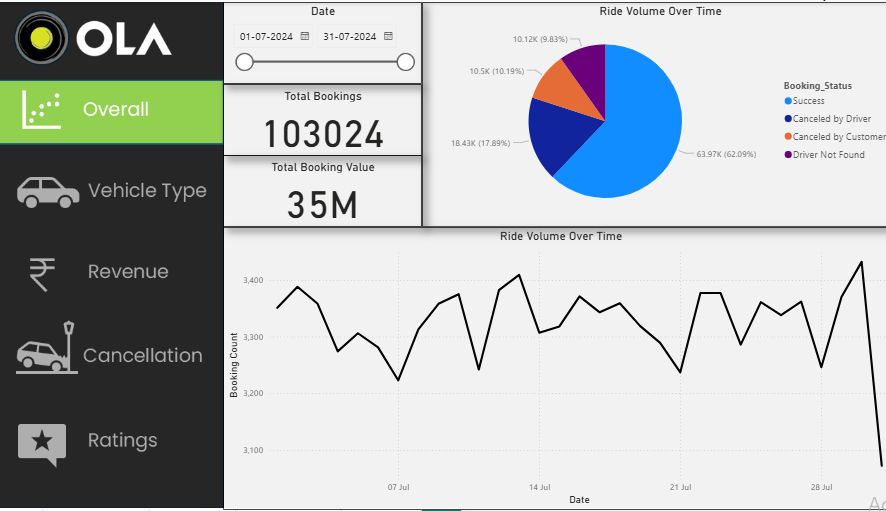 OLA
Overall
Vehicle Type
Revenue
Cancellation
Ratings
Date
01-07-2024 31-07-2024
Total Bookings
103024
Total Booking Value
35M
Ride Volume Over Time
10.12K (9.83%)
10.5K (10.19%)
18.43K (17.89%)
63.97K (62.09%)
Booking_Status
Success
Canceled by Driver
Canceled by Customer
Driver Not Found
Ride Volume Over Time
Booking Count
3,400
3,300
3,200
3,100
07 Jul 14 Jul 21 Jul 28 Jul
Date